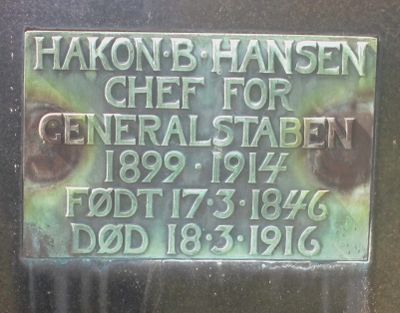 HAKON·B·HANSEN
CHEF FOR
GENERALSTABEN
1899·1914
FØDT 17·3·1846
DØD 18·3·1916